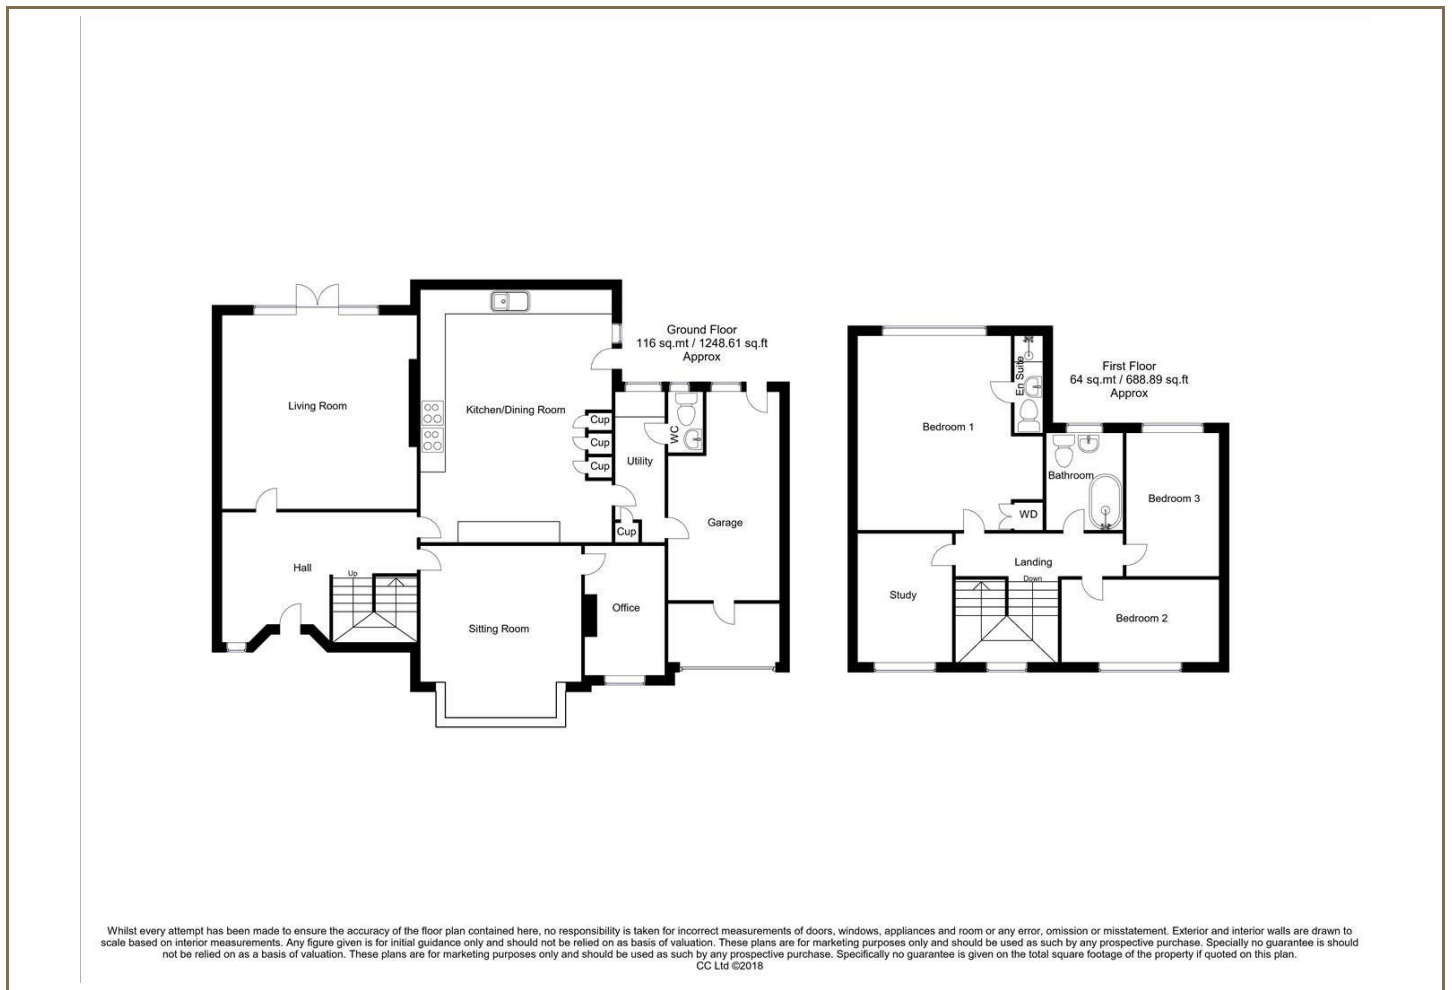 Ground Floor
116 sq.mt / 1248.61 sq.ft
Approx
Living Room
Kitchen/Dining Room
Cup
Cup
Cup
WC
Utility
Cup
Garage
Hall
Up
Sitting Room
Office
First Floor
64 sq.mt / 688.89 sq.ft
Approx
En Suite
Bedroom 1
Bathroom
Bedroom 3
WD
Landing
Down
Study
Bedroom 2
Whilst every attempt has been made to ensure the accuracy of the floor plan contained here, no responsibility is taken for incorrect measurements of doors, windows, appliances and room or any error, omission or misstatement. Exterior and interior walls are drawn to
scale based on interior measurements. Any figure given is for initial guidance only and should not be relied on as basis of valuation. These plans are for marketing purposes only and should be used as such by any prospective purchase. Specially no guarantee is should
not be relied on as a basis of valuation. These plans are for marketing purposes only and should be used as such by any prospective purchase. Specifically no guarantee is given on the total square footage of the property if quoted on this plan.
CC Ltd ©2018